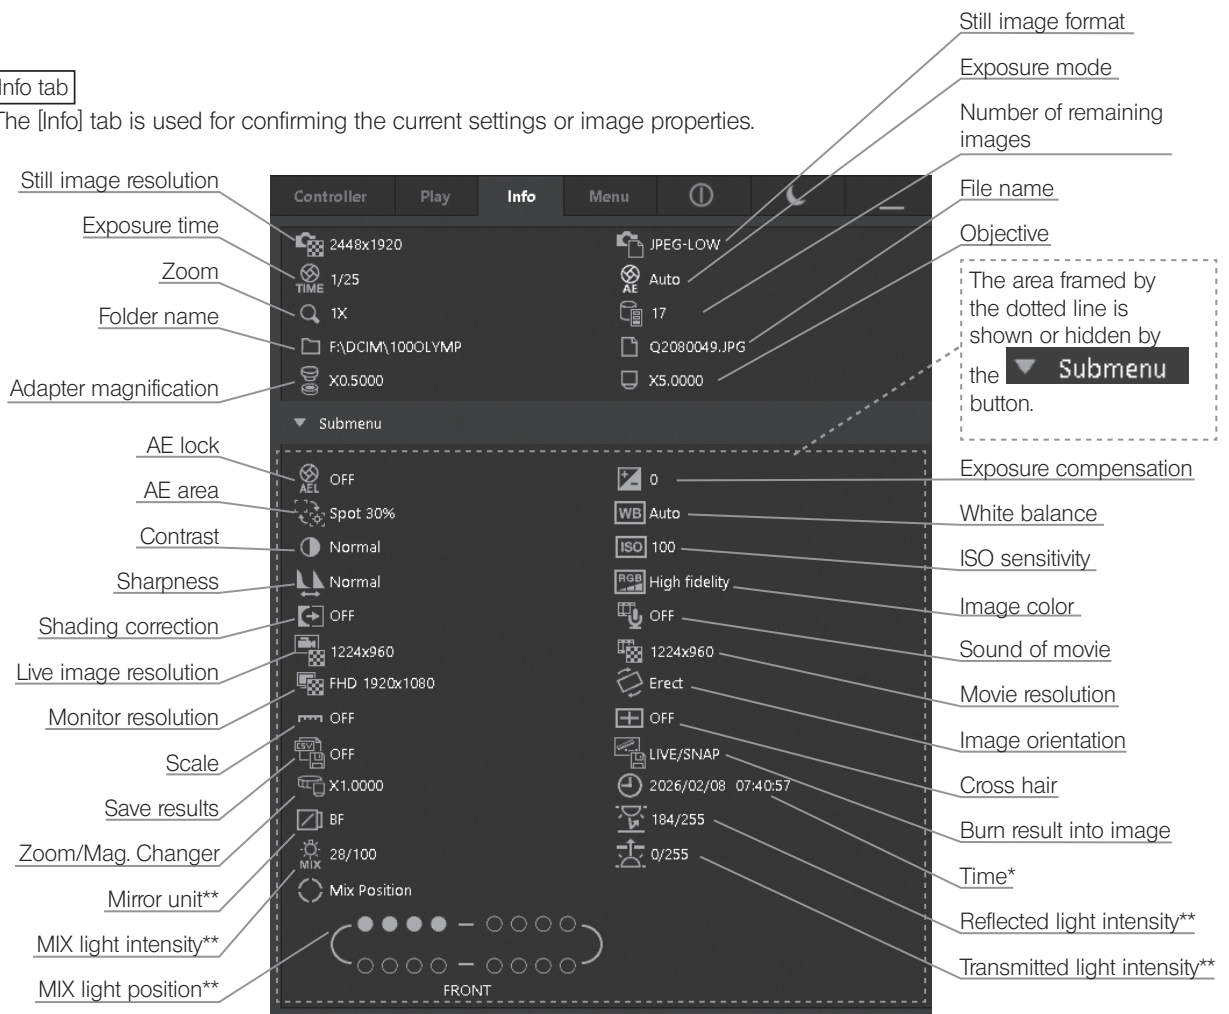 Info tab
The [Info] tab is used for confirming the current settings or image properties.
Still image format
Exposure mode
Number of remaining
images
File name
Objective
Still image resolution
Exposure time
Zoom
Folder name
Adapter magnification
Controller Play Info Menu
2448x1920 JPEG-LOW
TIME 1/25 AE Auto
1X 17
F:\DCIM\100OLYMP Q2080049.JPG
X0.5000 X5.0000
Submenu
The area framed by
the dotted line is
shown or hidden by
the Submenu
button.
AE lock
AE area
Contrast
Sharpness
Shading correction
Live image resolution
Monitor resolution
Scale
Save results
Zoom/Mag. Changer
Mirror unit**
MIX light intensity**
MIX light position**
AEL OFF 0
Spot 30% WB Auto
Normal ISO 100
Normal RGB High fidelity
OFF OFF
1224x960 1224x960
FHD 1920x1080 Erect
OFF OFF
CSV OFF LIVE/SNAP
X1.0000 2026/02/08 07:40:57
BF 184/255
MIX 28/100 0/255
Mix Position
FRONT
Exposure compensation
White balance
ISO sensitivity
Image color
Sound of movie
Movie resolution
Image orientation
Cross hair
Burn result into image
Time*
Reflected light intensity**
Transmitted light intensity**